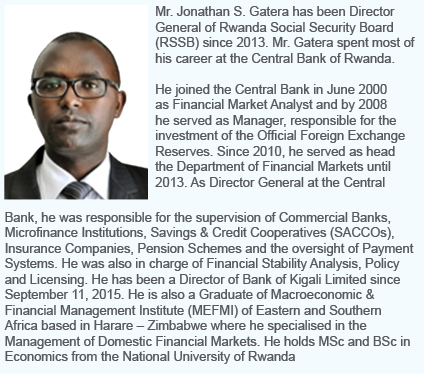 Mr. Jonathan S. Gatera has been Director
General of Rwanda Social Security Board
(RSSB) since 2013. Mr. Gatera spent most of
his career at the Central Bank of Rwanda.
He joined the Central Bank in June 2000
as Financial Market Analyst and by 2008
he served as Manager, responsible for the
investment of the Official Foreign Exchange
Reserves. Since 2010, he served as head
the Department of Financial Markets until
2013. As Director General at the Central
Bank, he was responsible for the supervision of Commercial Banks,
Microfinance Institutions, Savings & Credit Cooperatives (SACCOs),
Insurance Companies, Pension Schemes and the oversight of Payment
Systems. He was also in charge of Financial Stability Analysis, Policy
and Licensing. He has been a Director of Bank of Kigali Limited since
September 11, 2015. He is also a Graduate of Macroeconomic &
Financial Management Institute (MEFMI) of Eastern and Southern
Africa based in Harare – Zimbabwe where he specialised in the
Management of Domestic Financial Markets. He holds MSc and BSc in
Economics from the National University of Rwanda